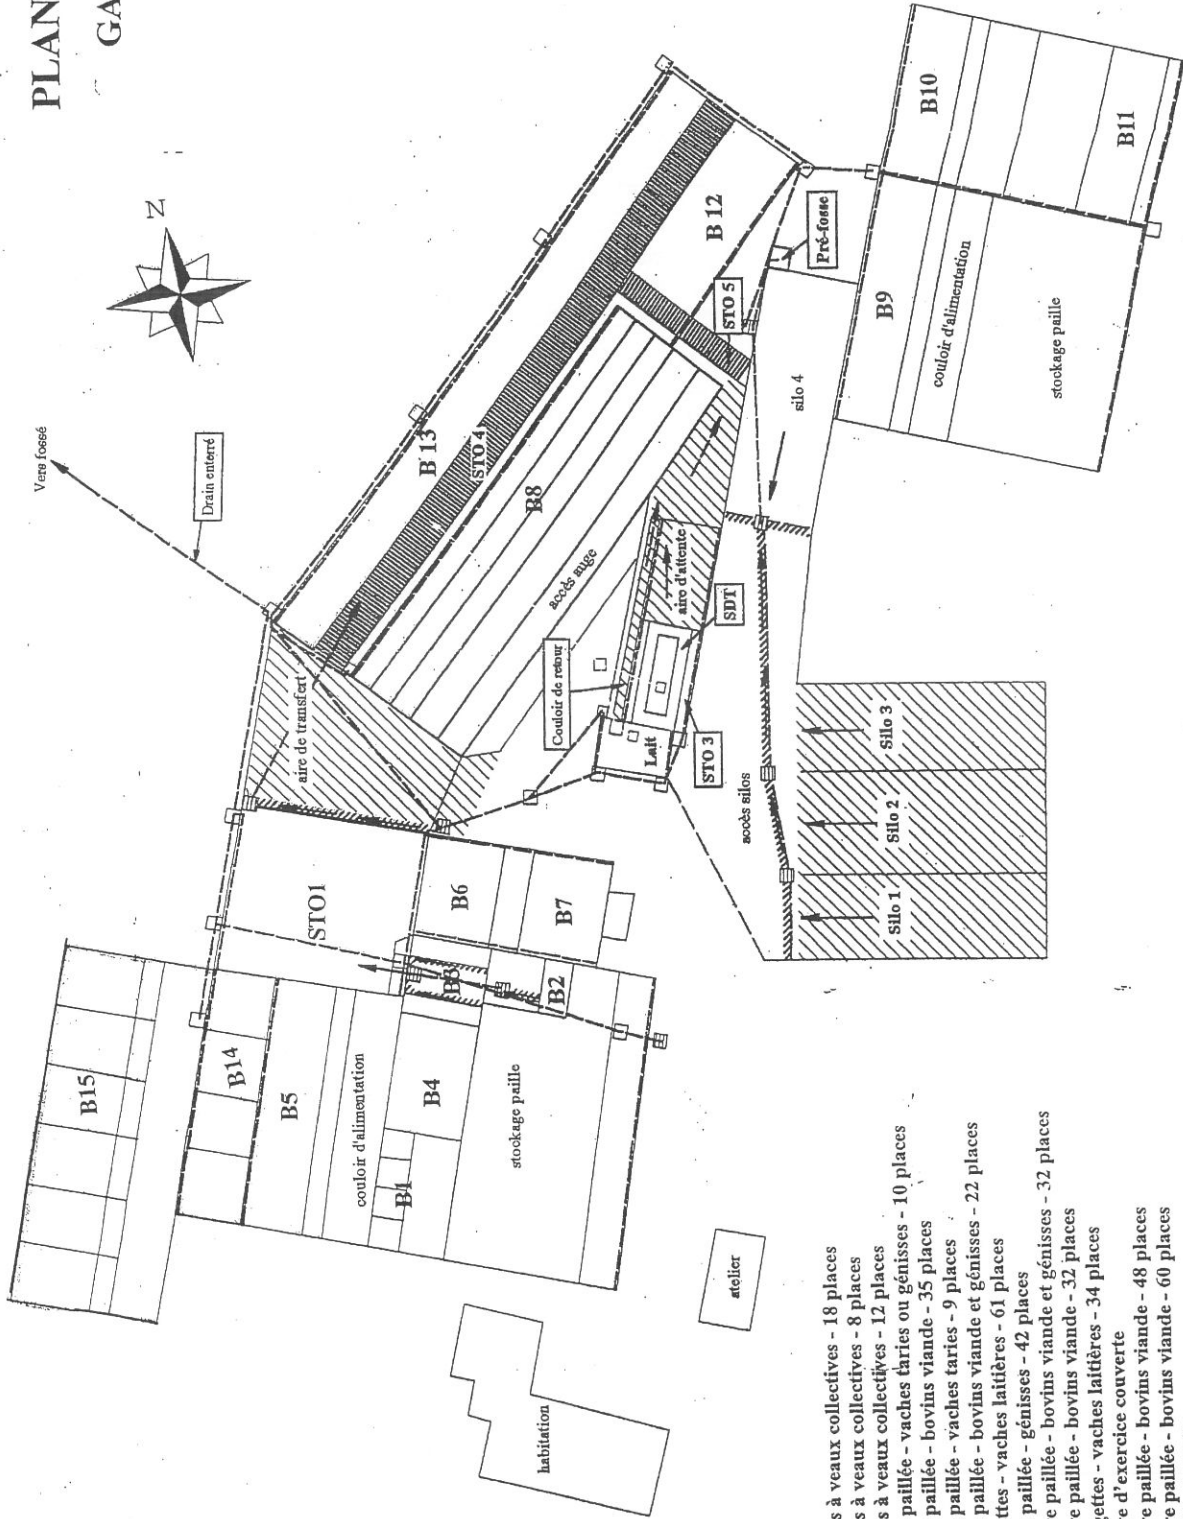 PLAN
GA
N
Vers fossé
Drain enterré
B10
B11
B 12
Pré-fosse
B9
couloir d'alimentation
stockage paille
STO 5
silo 4
B 13
STO 4
B8
accès auge
aire d'attente
SDT
Couloir de retour
Lait
STO 3
aire de transfert
accès silos
Silo 3
Silo 2
Silo 1
STO1
B6
B7
B3
B2
B15
B14
B5
couloir d'alimentation
B4
B1
stockage paille
atelier
habitation
s à veaux collectives - 18 places
s à veaux collectives - 8 places
s à veaux collectives - 12 places
paillée - vaches taries ou génisses - 10 places
paillée - bovins viande - 35 places
paillée - vaches taries - 9 places
paillée - bovins viande et génisses - 22 places
ttes - vaches laitières - 61 places
paillée - génisses - 42 places
e paillée - bovins viande et génisses - 32 places
e paillée - bovins viande - 32 places
gettes - vaches laitières - 34 places
re d'exercice couverte
re paillée - bovins viande - 48 places
re paillée - bovins viande - 60 places